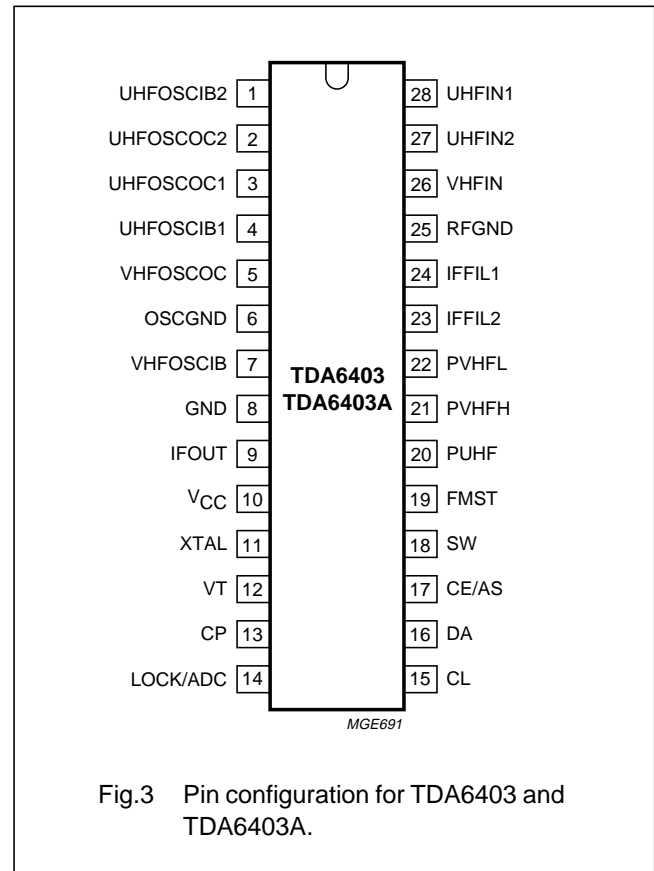 UHFOSCIB2 1 28 UHFIN1
UHFOSCOC2 2 27 UHFIN2
UHFOSCOC1 3 26 VHFIN
UHFOSCIB1 4 25 RFGND
VHFOSCOC 5 24 IFFIL1
OSCGND 6 23 IFFIL2
VHFOSCIB 7 22 PVHFL
TDA6403
TDA6403A
GND 8 21 PVHFH
IFOUT 9 20 PUHF
VCC 10 19 FMST
XTAL 11 18 SW
VT 12 17 CE/AS
CP 13 16 DA
LOCK/ADC 14 15 CL
MGE691
Fig.3 Pin configuration for TDA6403 and
TDA6403A.